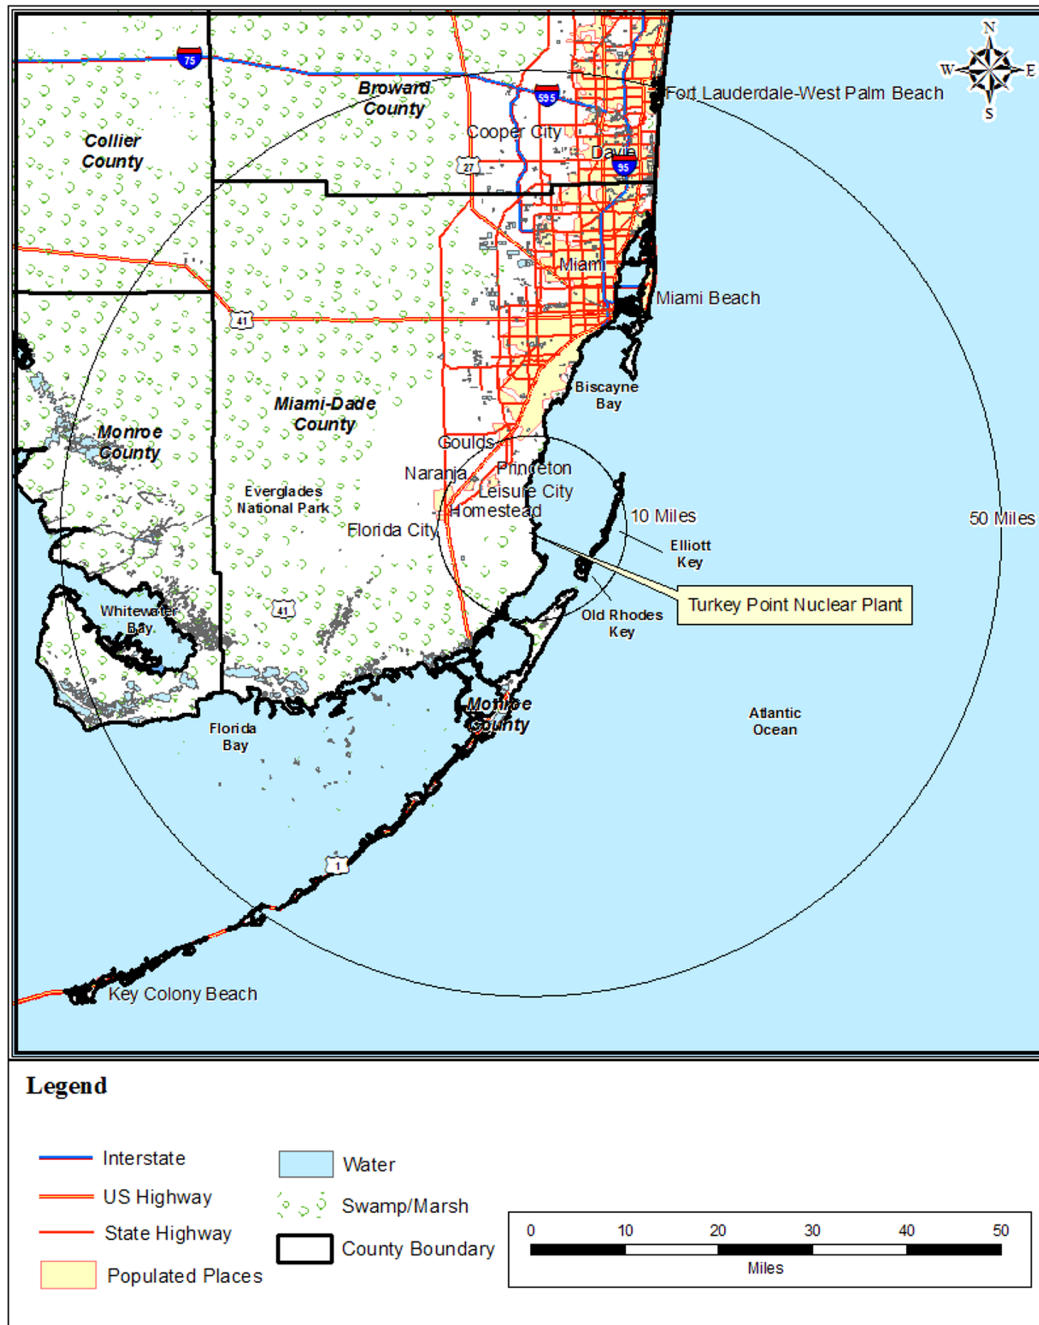 N
W
E
S
75
Broward
County
595
Fort Lauderdale-West Palm Beach
Collier
County
Cooper City
Davie
27
95
Miami
Miami Beach
41
Biscayne
Bay
Miami-Dade
County
Monroe
County
Goulds
Naranja
Princeton
Leisure City
Everglades
National Park
Homestead
Florida City
10 Miles
50 Miles
Elliott
Key
Turkey Point Nuclear Plant
Whitewater
Bay
41
Old Rhodes
Key
Monroe
County
Florida
Bay
Atlantic
Ocean
1
Key Colony Beach
Legend
Interstate
US Highway
State Highway
Populated Places
Water
Swamp/Marsh
County Boundary
0 10 20 30 40 50
Miles